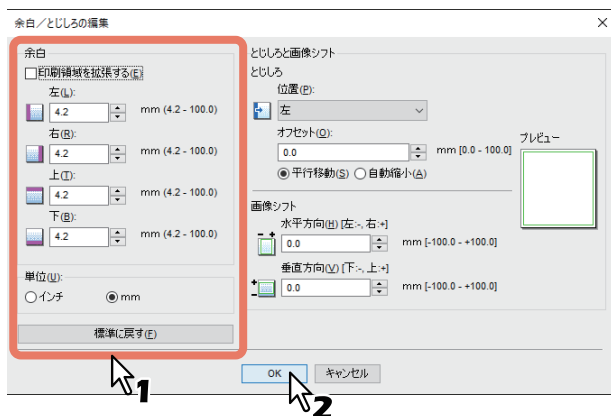 余白／とじしろの編集
×
余白
印刷領域を拡張する(E)
左(L):
4.2 mm (4.2 - 100.0)
右(R):
4.2 mm (4.2 - 100.0)
上(T):
4.2 mm (4.2 - 100.0)
下(B):
4.2 mm (4.2 - 100.0)
単位(U):
インチ mm
標準に戻す(F)
1
とじしろと画像シフト
とじしろ
位置(P):
左
オフセット(O):
0.0 mm [0.0 - 100.0]
平行移動(S) 自動縮小(A)
プレビュー
画像シフト
水平方向(H) [左:-, 右:+]
- +
0.0 mm [-100.0 - +100.0]
垂直方向(V) [下:-, 上:+]
+
-
0.0 mm [-100.0 - +100.0]
OK キャンセル
2